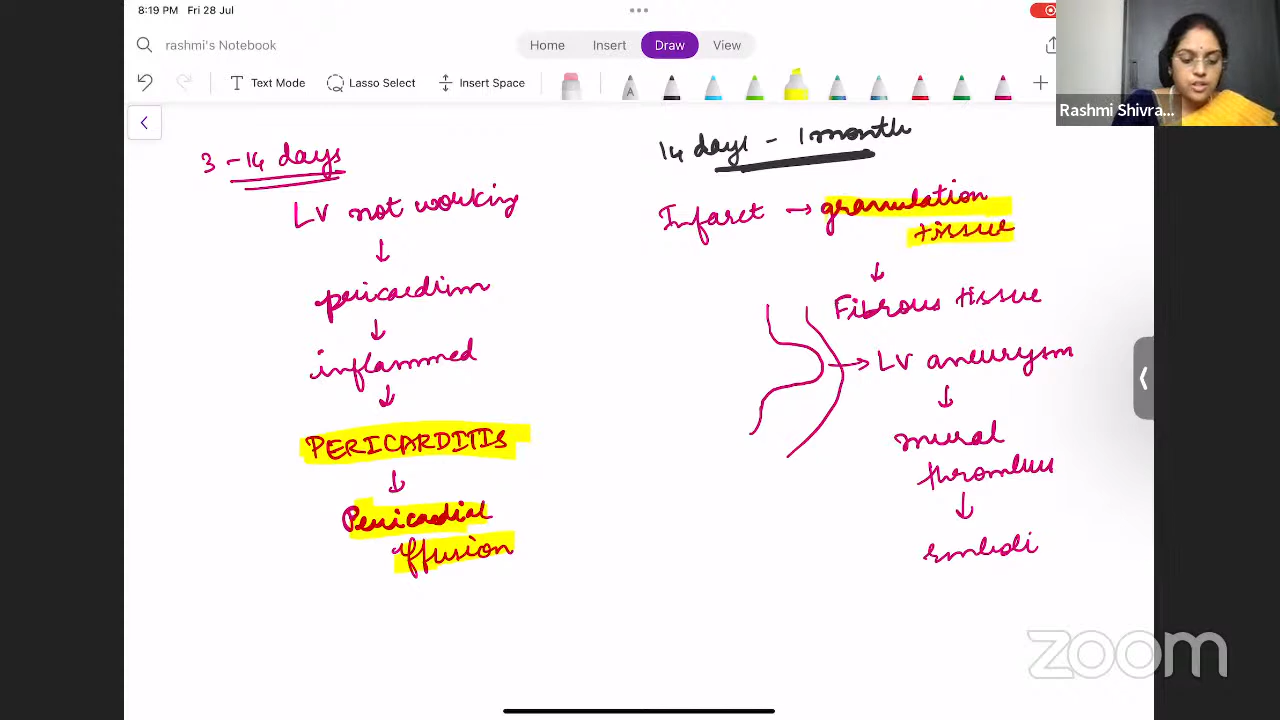 8:19 PM Fri 28 Jul
rashmi's Notebook
Home Insert Draw View
Text Mode Lasso Select Insert Space
A
Rashmi Shivra...
3 - 14 days
LV not working
↓
pericardium
↓
inflammed
↓
PERICARDITIS
↓
Pericardial
effusion
14 days - 1 month
Infarct → granulation
tissue
↓
Fibrous tissue
→ LV aneurysm
↓
mural
thrombus
↓
emboli
zoom